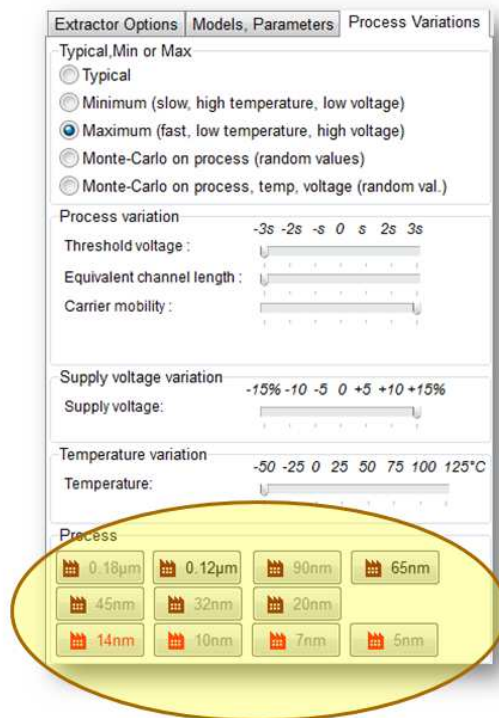 Extractor Options Models, Parameters Process Variations
Typical,Min or Max
Typical
Minimum (slow, high temperature, low voltage)
Maximum (fast, low temperature, high voltage)
Monte-Carlo on process (random values)
Monte-Carlo on process, temp, voltage (random val.)
Process variation
-3s -2s -s 0 s 2s 3s
Threshold voltage :
Equivalent channel length :
Carrier mobility :
Supply voltage variation
-15% -10 -5 0 +5 +10 +15%
Supply voltage:
Temperature variation
-50 -25 0 25 50 75 100 125°C
Temperature:
Process
0.18µm 0.12µm 90nm 65nm
45nm 32nm 20nm
14nm 10nm 7nm 5nm